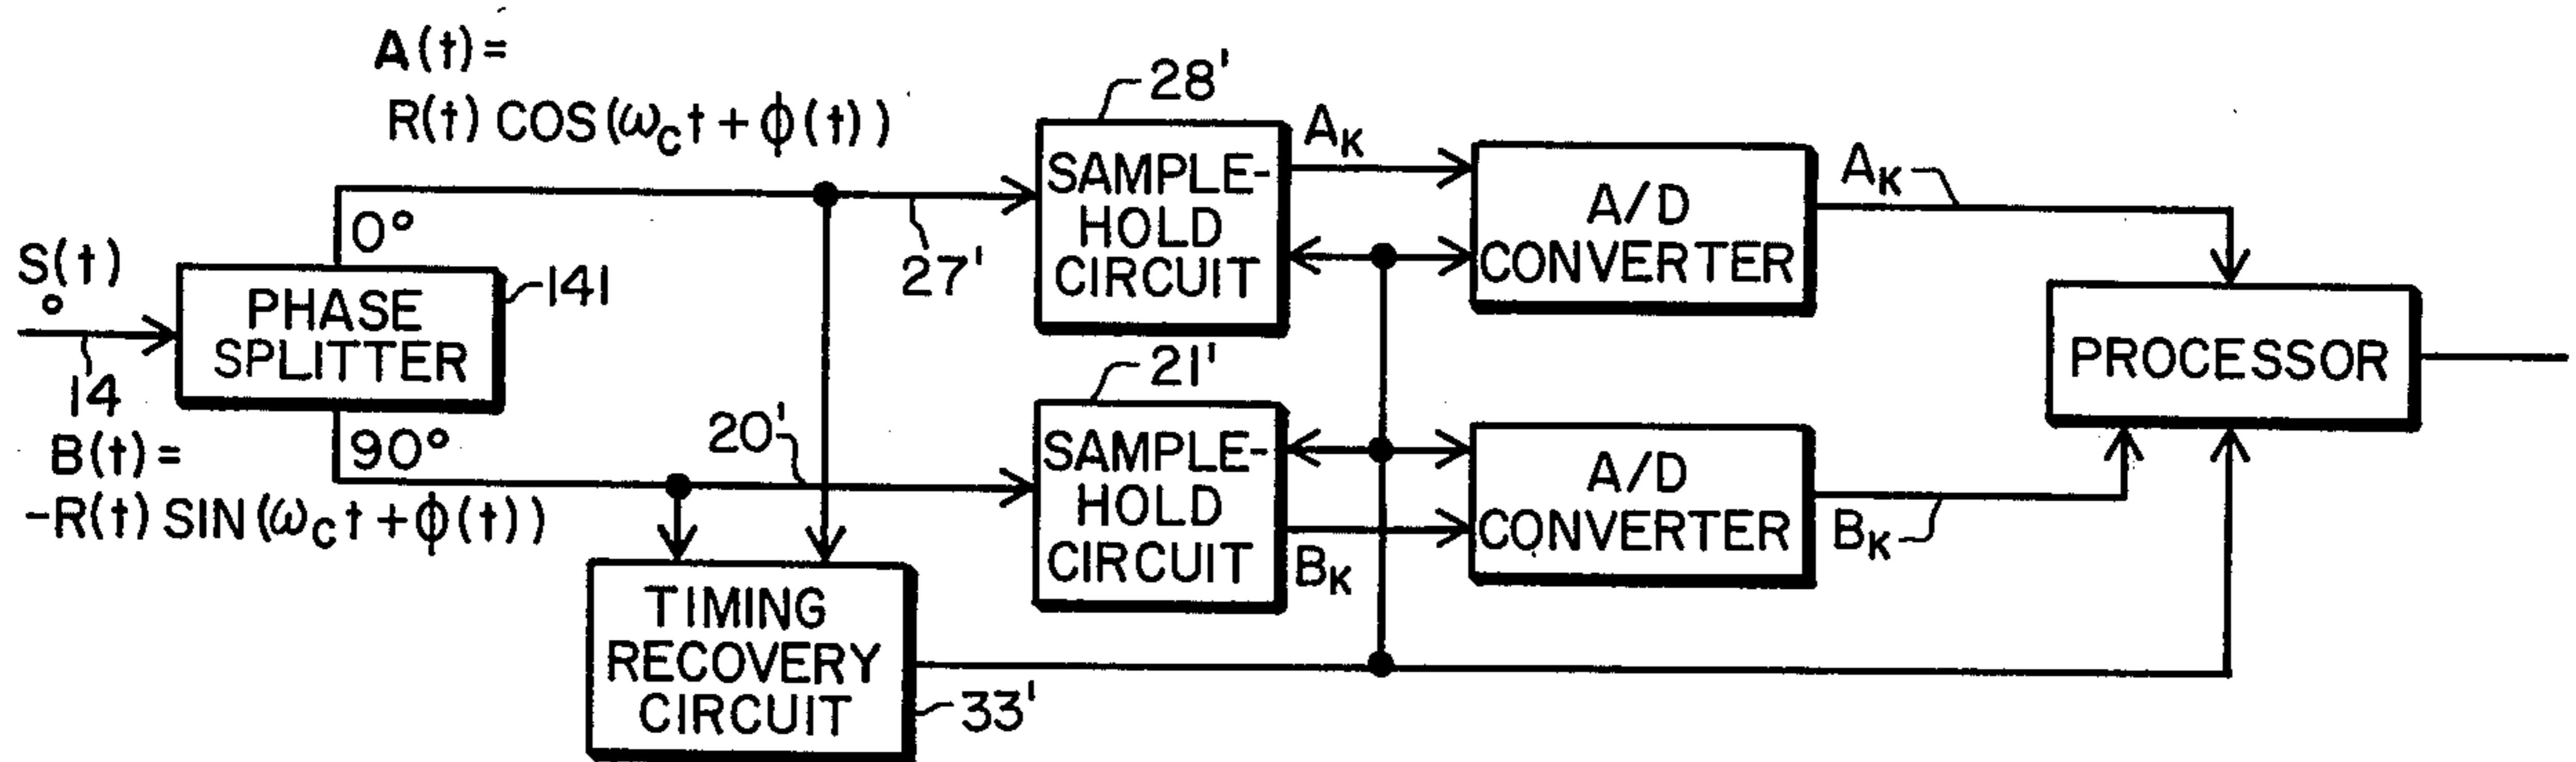 A(t) =
R(t) COS(ω_c t + ϕ(t))
28'
SAMPLE-
HOLD
CIRCUIT
A_K
A/D
CONVERTER
A_K
0°
27'
S(t)
PHASE
SPLITTER
141
14
PROCESSOR
90°
B(t) =
-R(t) SIN(ω_c t + ϕ(t))
20'
21'
SAMPLE-
HOLD
CIRCUIT
B_K
A/D
CONVERTER
B_K
TIMING
RECOVERY
CIRCUIT
33'